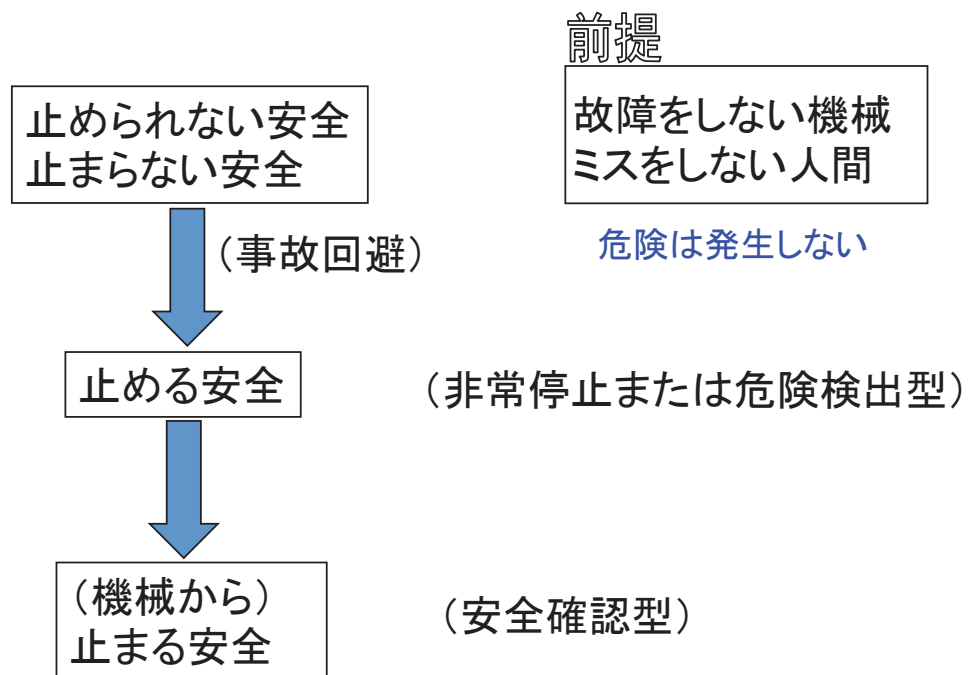 前提
止められない安全
止まらない安全
故障をしない機械
ミスをしない人間
(事故回避)
危険は発生しない
止める安全
(非常停止または危険検出型)
(機械から)
止まる安全
(安全確認型)